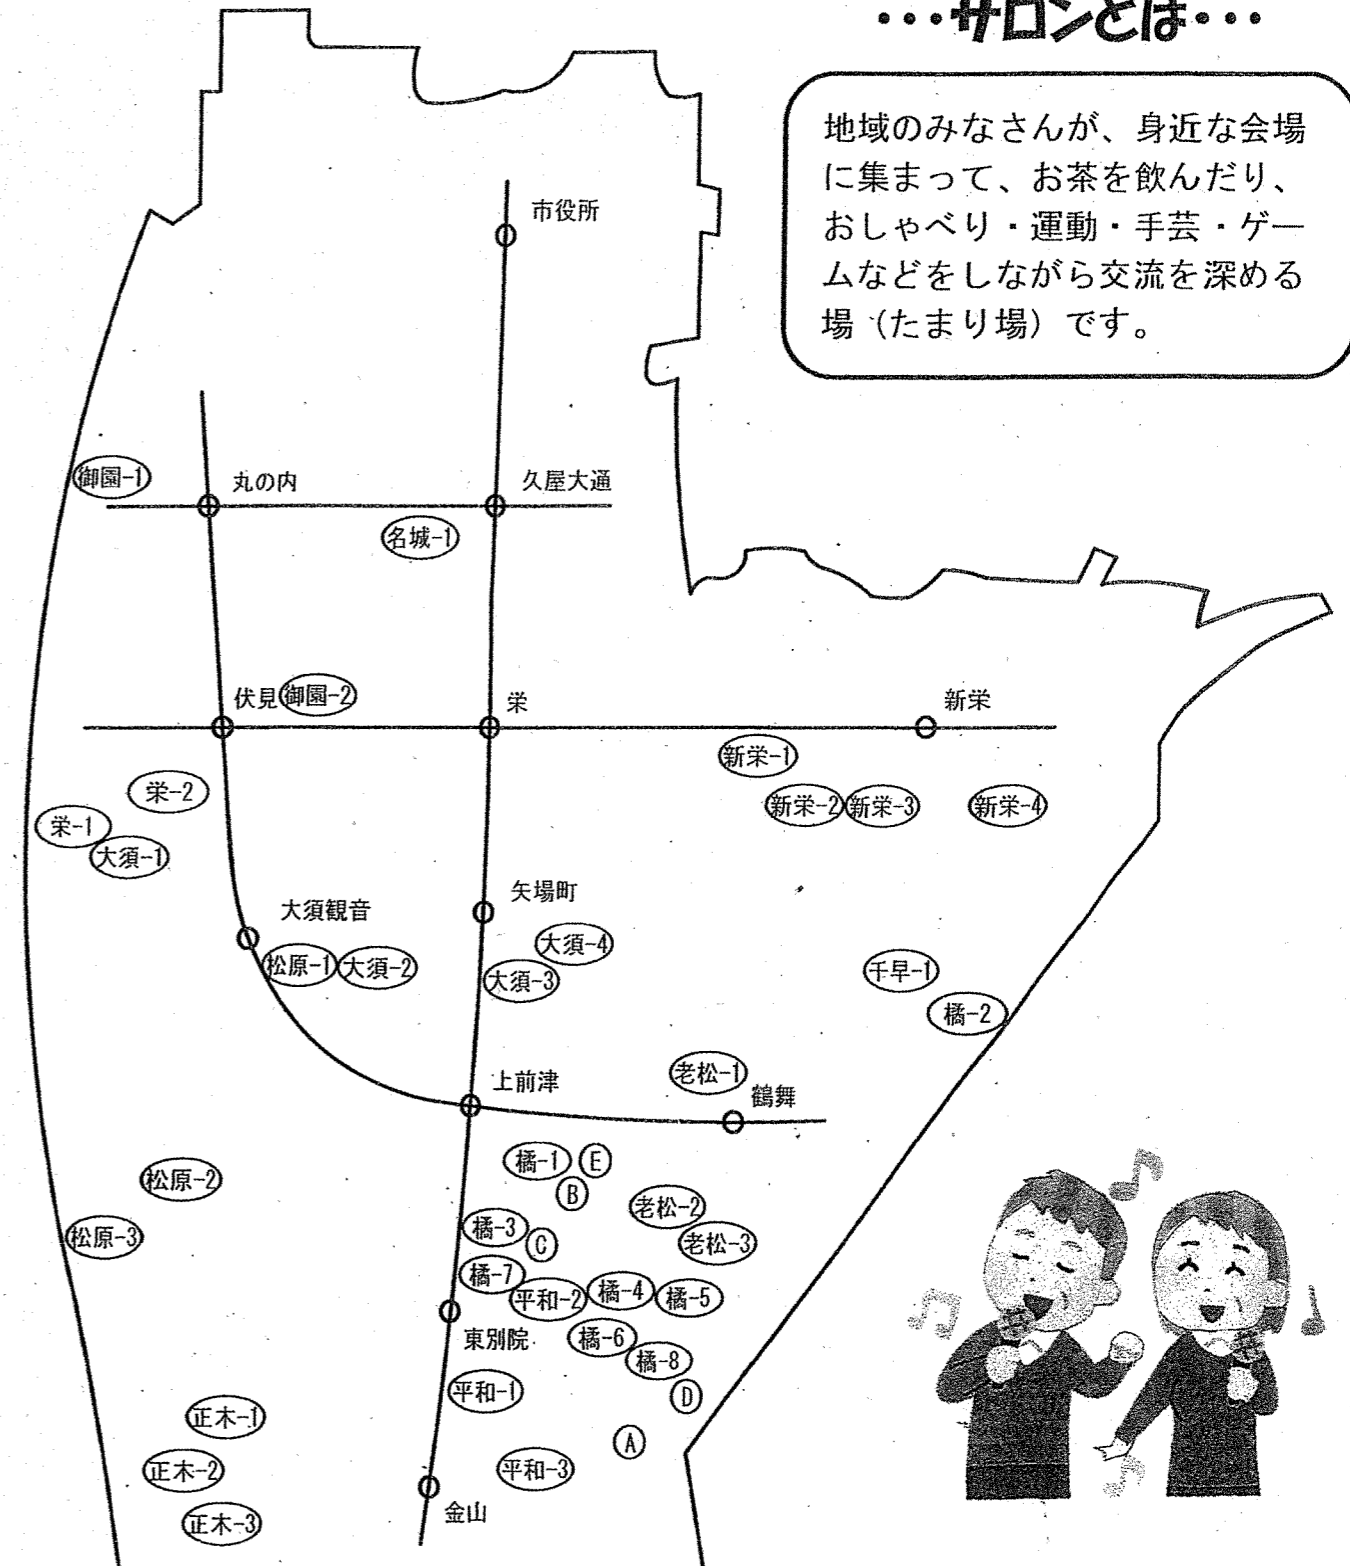 ・・・サロンとは・・・
地域のみなさんが、身近な会場
に集まって、お茶を飲んだり、
おしゃべり・運動・手芸・ゲー
ムなどをしながら交流を深める
場（たまり場）です。
市役所
御園-1
丸の内
久屋大通
名城-1
伏見
御園-2
栄
新栄
新栄-1
栄-2
新栄-2
新栄-3
新栄-4
栄-1
大須-1
矢場町
大須観音
大須-4
松原-1
大須-2
大須-3
千早-1
橘-2
老松-1
上前津
鶴舞
橘-1
E
B
松原-2
老松-2
橘-3
C
松原-3
老松-3
橘-7
平和-2
橘-4
橘-5
東別院
橘-6
橘-8
平和-1
D
正木-1
A
正木-2
平和-3
金山
正木-3